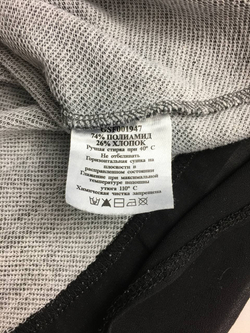 GSF001947
74% ПОЛИАМИД
26% ХЛОПОК
Ручная стирка при 40° С
Не отбеливать
Горизонтальная сушка на
плоскости в
расправленном состоянии
Глажение при максимальной
температуре подошвы
утюга 110° С
Химическая чистка запрещена